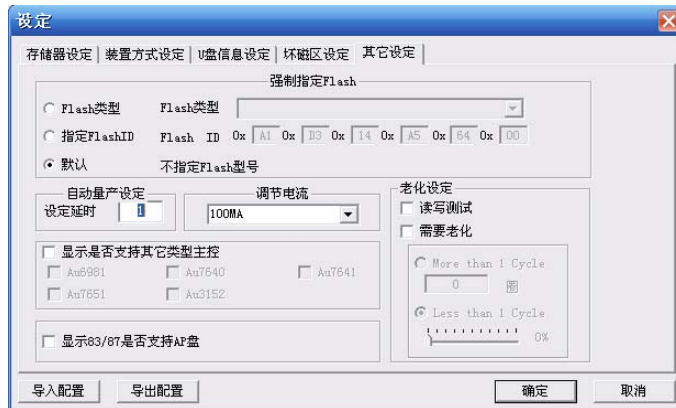 设定
存储器设定 装置方式设定 U盘信息设定 坏磁区设定 其它设定
强制指定Flash
Flash类型 Flash类型
指定FlashID Flash ID 0x A1 0x D3 0x 14 0x A5 0x 64 0x 00
默认 不指定Flash型号
自动量产设定 调节电流 老化设定
设定延时 1 100MA 读写测试
需要老化
显示是否支持其它类型主控
Au6981 Au7640 Au7641
Au7651 Au3152
More than 1 Cycle
0 圈
Less than 1 Cycle
0%
显示83/87是否支持AP盘
导入配置 导出配置 确定 取消